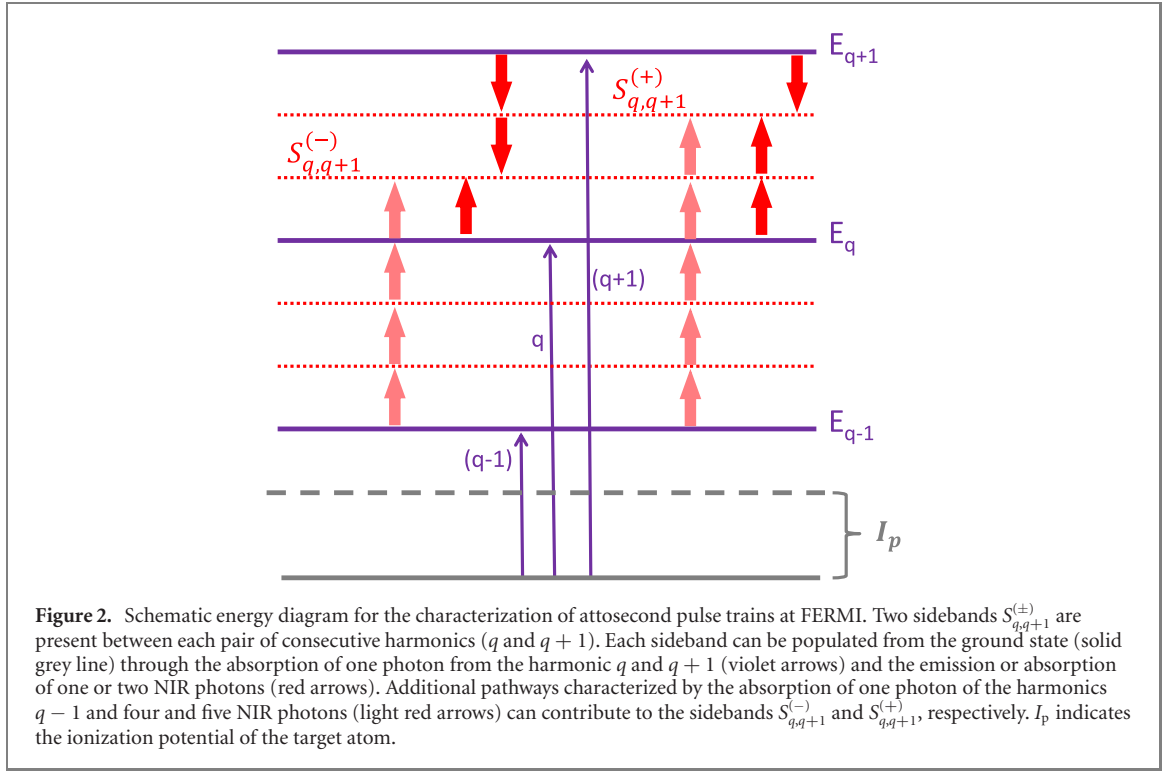 E_{q+1}
S_{q,q+1}^{(+)}
S_{q,q+1}^{(−)}
E_q
(q+1)
q
E_{q-1}
(q-1)
I_p
Figure 2. Schematic energy diagram for the characterization of attosecond pulse trains at FERMI. Two sidebands S_{q,q+1}^{(±)} are
present between each pair of consecutive harmonics (q and q + 1). Each sideband can be populated from the ground state (solid
grey line) through the absorption of one photon from the harmonic q and q + 1 (violet arrows) and the emission or absorption
of one or two NIR photons (red arrows). Additional pathways characterized by the absorption of one photon of the harmonics
q − 1 and four and five NIR photons (light red arrows) can contribute to the sidebands S_{q,q+1}^{(−)} and S_{q,q+1}^{(+)}, respectively. I_p indicates
the ionization potential of the target atom.